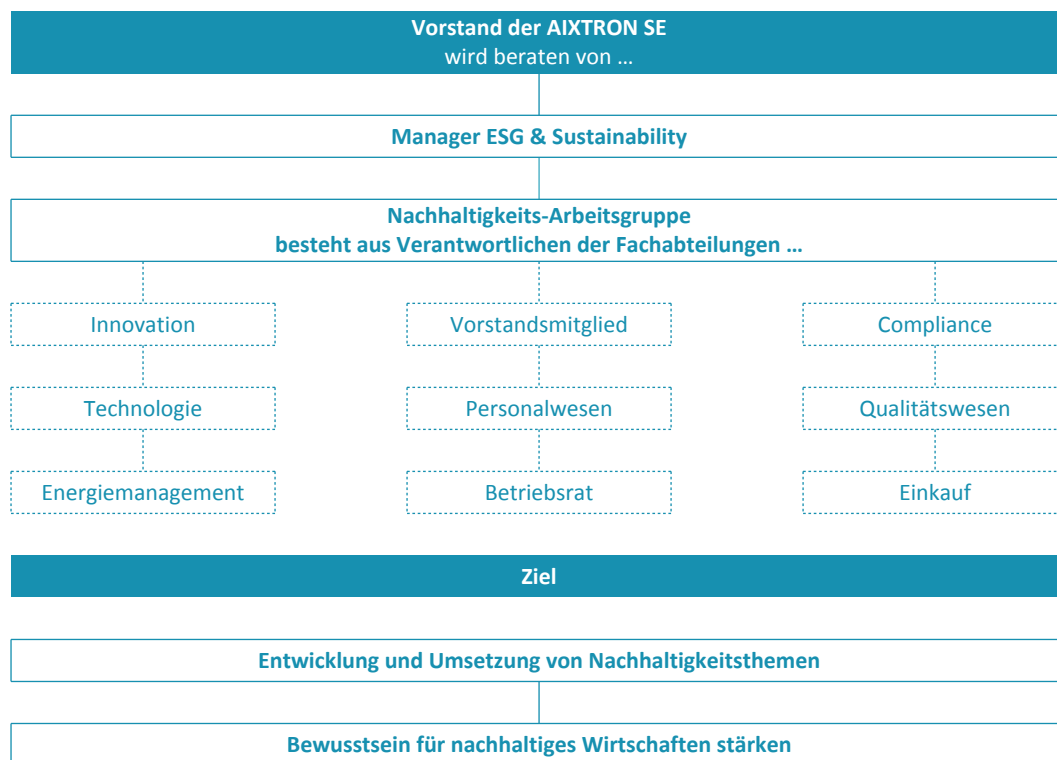 Vorstand der AIXTRON SE
wird beraten von …
Manager ESG & Sustainability
Nachhaltigkeits-Arbeitsgruppe
besteht aus Verantwortlichen der Fachabteilungen …
Innovation
Vorstandsmitglied
Compliance
Technologie
Personalwesen
Qualitätswesen
Energiemanagement
Betriebsrat
Einkauf
Ziel
Entwicklung und Umsetzung von Nachhaltigkeitsthemen
Bewusstsein für nachhaltiges Wirtschaften stärken